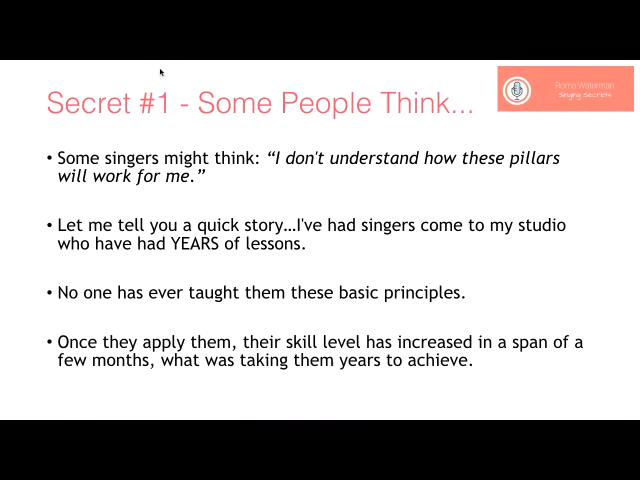 Roma Waterman
Singing Secrets
Secret #1 - Some People Think...
• Some singers might think: “I don't understand how these pillars
will work for me.”
• Let me tell you a quick story…I've had singers come to my studio
who have had YEARS of lessons.
• No one has ever taught them these basic principles.
• Once they apply them, their skill level has increased in a span of a
few months, what was taking them years to achieve.